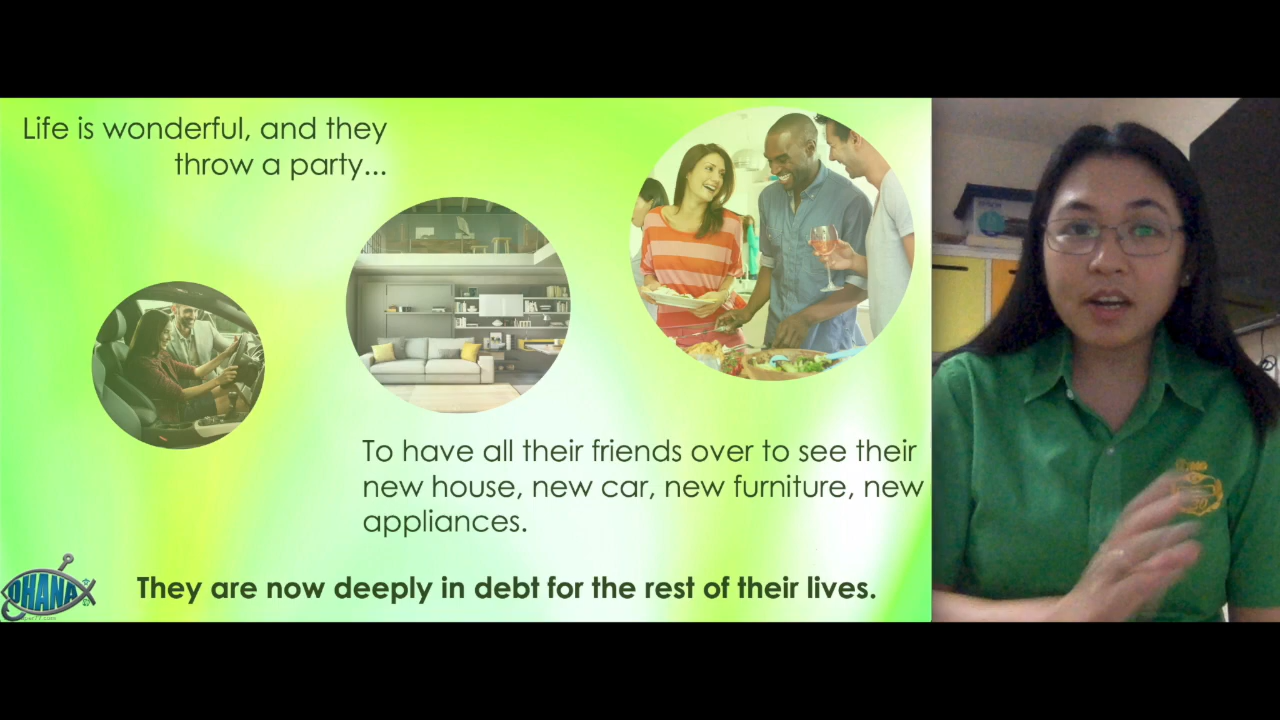 Life is wonderful, and they
throw a party...
To have all their friends over to see their
new house, new car, new furniture, new
appliances.
They are now deeply in debt for the rest of their lives.
OHANA
EPSON